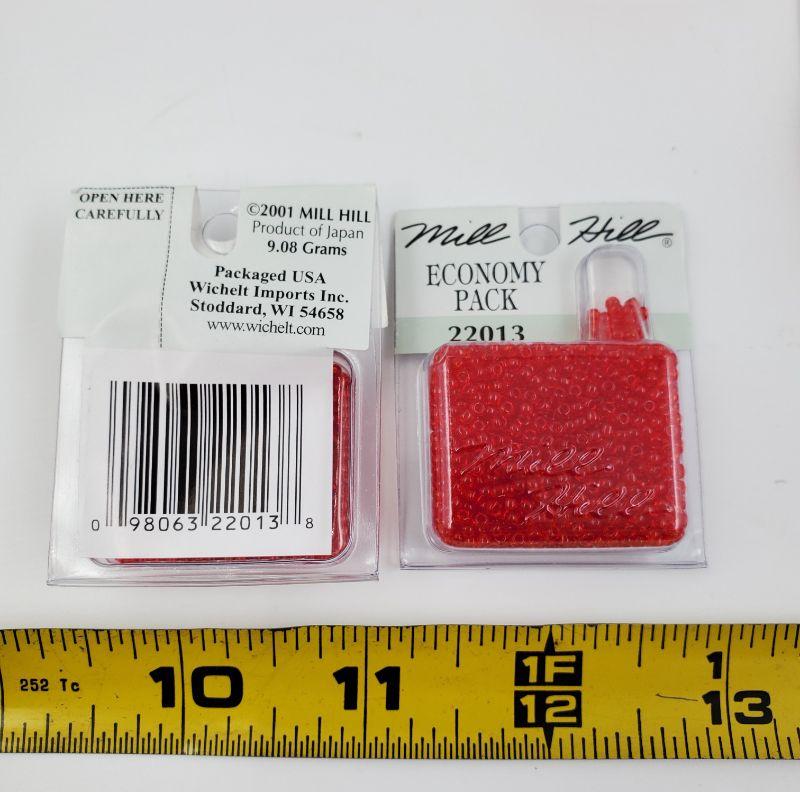 OPEN HERE
CAREFULLY
©2001 MILL HILL
Product of Japan
9.08 Grams
Packaged USA
Wichelt Imports Inc.
Stoddard, WI 54658
www.wichelt.com
0 98063 22013 8
Mill Hill®
ECONOMY
PACK
22013
Mill
Hill
252 Tc
10 11 1F 1
12 13